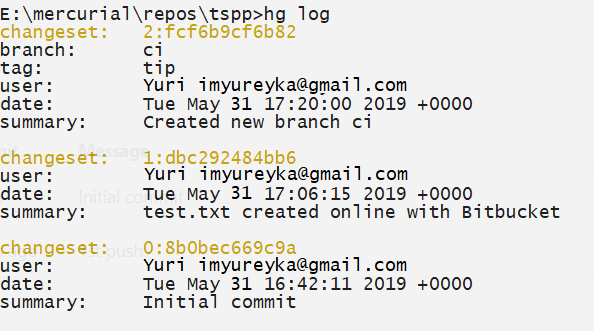 E:\mercurial\repos\tspp>hg log
changeset: 2:fcf6b9cf6b82
branch: ci
tag: tip
user: Yuri imyureyka@gmail.com
date: Tue May 31 17:20:00 2019 +0000
summary: Created new branch ci
changeset: 1:dbc292484bb6
user: Yuri imyureyka@gmail.com
date: Tue May 31 17:06:15 2019 +0000
summary: test.txt created online with Bitbucket
changeset: 0:8b0bec669c9a
user: Yuri imyureyka@gmail.com
date: Tue May 31 16:42:11 2019 +0000
summary: Initial commit